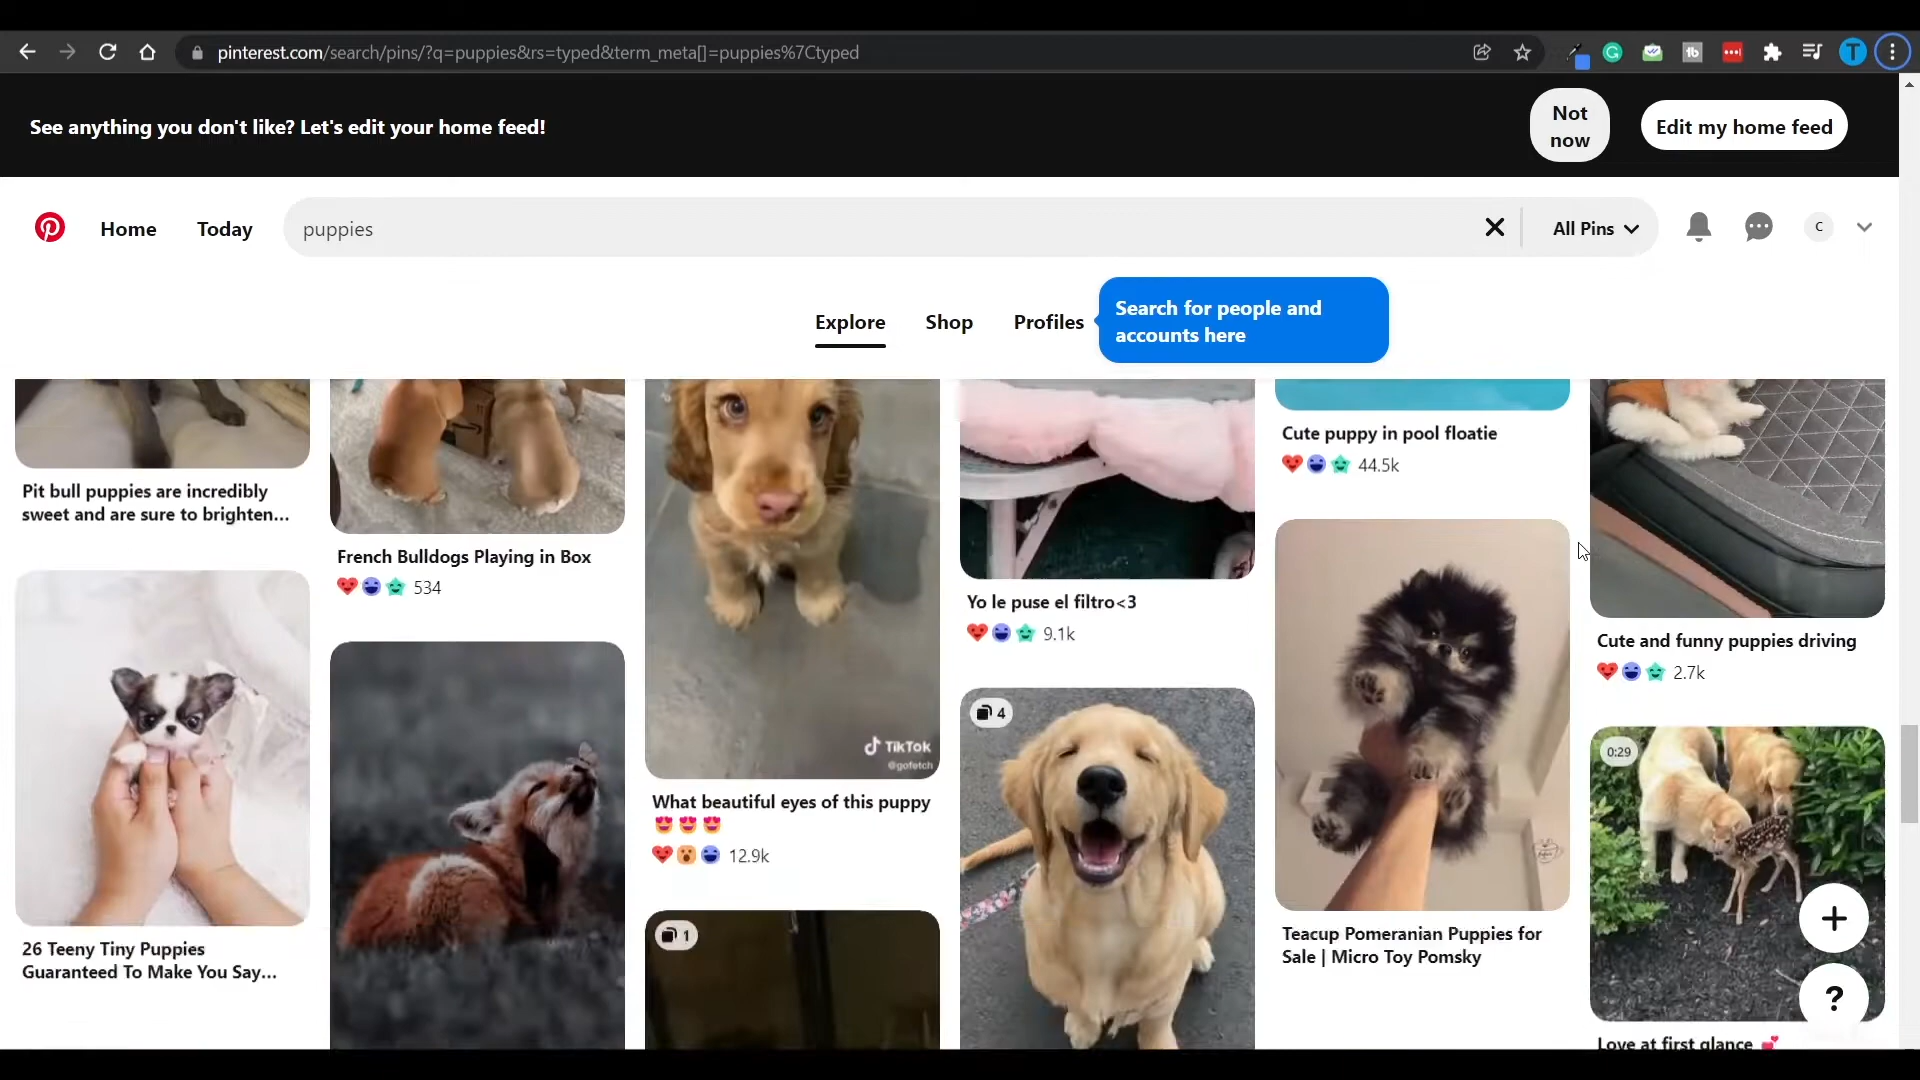 pinterest.com/search/pins/?q=puppies&rs=typed&term_meta[]=puppies%7Ctyped
T
See anything you don't like? Let's edit your home feed!
Not
now
Edit my home feed
Home
Today
puppies
All Pins
C
Explore
Shop
Profiles
Search for people and
accounts here
Pit bull puppies are incredibly
sweet and are sure to brighten...
26 Teeny Tiny Puppies
Guaranteed To Make You Say...
French Bulldogs Playing in Box
534
TikTok
@gofetch
What beautiful eyes of this puppy
😍 😍 😍
12.9k
1
Yo le puse el filtro<3
9.1k
4
Cute puppy in pool floatie
44.5k
Teacup Pomeranian Puppies for
Sale | Micro Toy Pomsky
Cute and funny puppies driving
2.7k
0:29
Love at first glance 💕
+
?